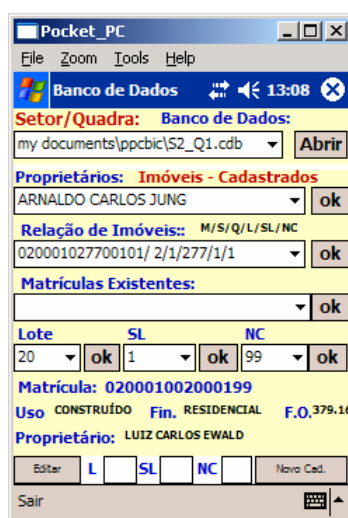 Pocket_PC
File Zoom Tools Help
Banco de Dados 13:08
Setor/Quadra: Banco de Dados:
my documents\ppcbic\S2_Q1.cdb Abrir
Proprietários: Imóveis - Cadastrados
ARNALDO CARLOS JUNG ok
Relação de Imóveis:: M/S/Q/L/SL/NC
020001027700101/ 2/1/277/1/1 ok
Matrículas Existentes:
ok
Lote SL NC
20 ok 1 ok 99 ok
Matrícula: 020001002000199
Uso CONSTRUÍDO Fin. RESIDENCIAL F.O. 379.16
Proprietário: LUIZ CARLOS EWALD
Editar L SL NC Novo Cad.
Sair